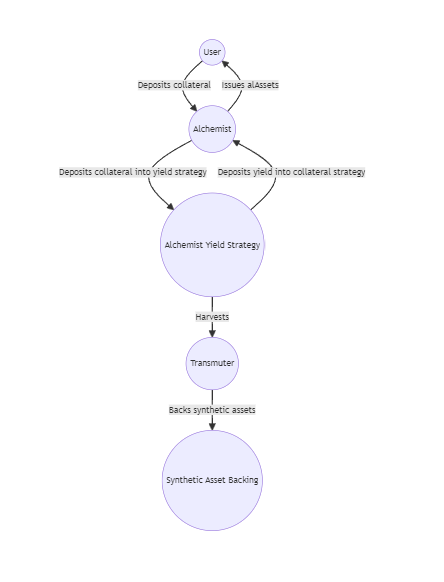 User
Deposits collateral
Issues alAssets
Alchemist
Deposits collateral into yield strategy
Deposits yield into collateral strategy
Alchemist Yield Strategy
Harvests
Transmuter
Backs synthetic assets
Synthetic Asset Backing